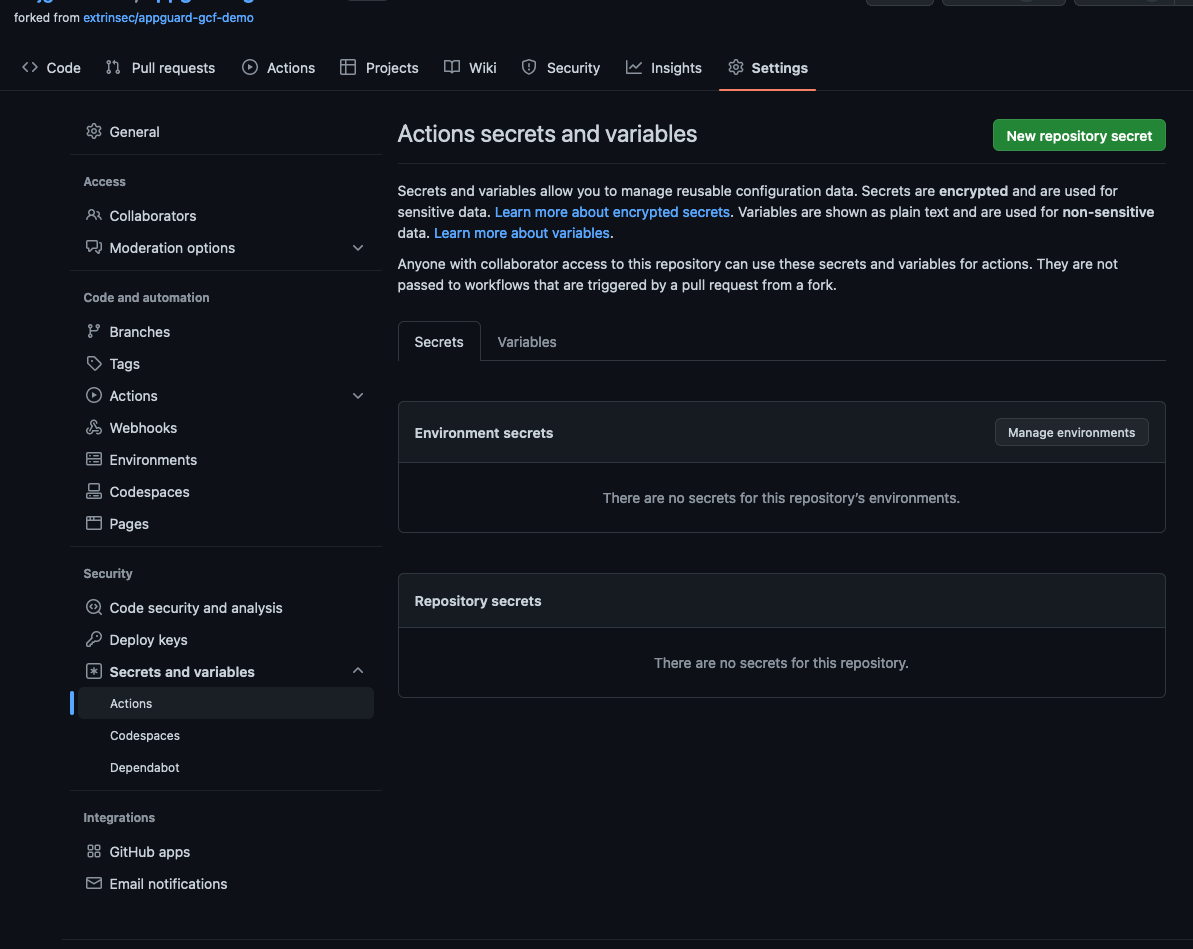 forked from extrinsec/appguard-gcf-demo
Code
Pull requests
Actions
Projects
Wiki
Security
Insights
Settings
General
Access
Collaborators
Moderation options
Code and automation
Branches
Tags
Actions
Webhooks
Environments
Codespaces
Pages
Security
Code security and analysis
Deploy keys
Secrets and variables
Actions
Codespaces
Dependabot
Integrations
GitHub apps
Email notifications
Actions secrets and variables
New repository secret
Secrets and variables allow you to manage reusable configuration data. Secrets are encrypted and are used for
sensitive data. Learn more about encrypted secrets. Variables are shown as plain text and are used for non-sensitive
data. Learn more about variables.
Anyone with collaborator access to this repository can use these secrets and variables for actions. They are not
passed to workflows that are triggered by a pull request from a fork.
Secrets
Variables
Environment secrets
Manage environments
There are no secrets for this repository’s environments.
Repository secrets
There are no secrets for this repository.